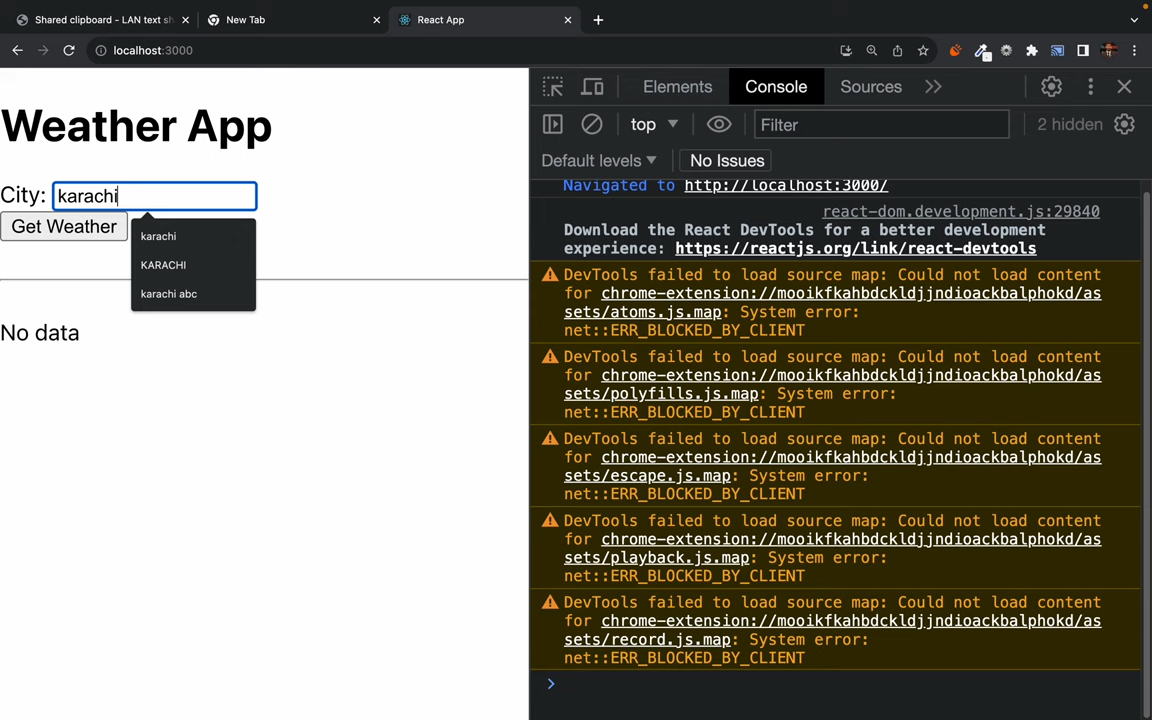 Shared clipboard - LAN text sh
New Tab
React App
localhost:3000
Weather App
City: karachi
Get Weather
karachi
KARACHI
karachi abc
No data
Elements
Console
Sources
top
Filter
2 hidden
Default levels
No Issues
Navigated to http://localhost:3000/
react-dom.development.js:29840
Download the React DevTools for a better development
experience: https://reactjs.org/link/react-devtools
DevTools failed to load source map: Could not load content
for chrome-extension://mooikfkahbdckldjjndioackbalphokd/as
sets/atoms.js.map: System error:
net::ERR_BLOCKED_BY_CLIENT
DevTools failed to load source map: Could not load content
for chrome-extension://mooikfkahbdckldjjndioackbalphokd/as
sets/polyfills.js.map: System error:
net::ERR_BLOCKED_BY_CLIENT
DevTools failed to load source map: Could not load content
for chrome-extension://mooikfkahbdckldjjndioackbalphokd/as
sets/escape.js.map: System error:
net::ERR_BLOCKED_BY_CLIENT
DevTools failed to load source map: Could not load content
for chrome-extension://mooikfkahbdckldjjndioackbalphokd/as
sets/playback.js.map: System error:
net::ERR_BLOCKED_BY_CLIENT
DevTools failed to load source map: Could not load content
for chrome-extension://mooikfkahbdckldjjndioackbalphokd/as
sets/record.js.map: System error:
net::ERR_BLOCKED_BY_CLIENT